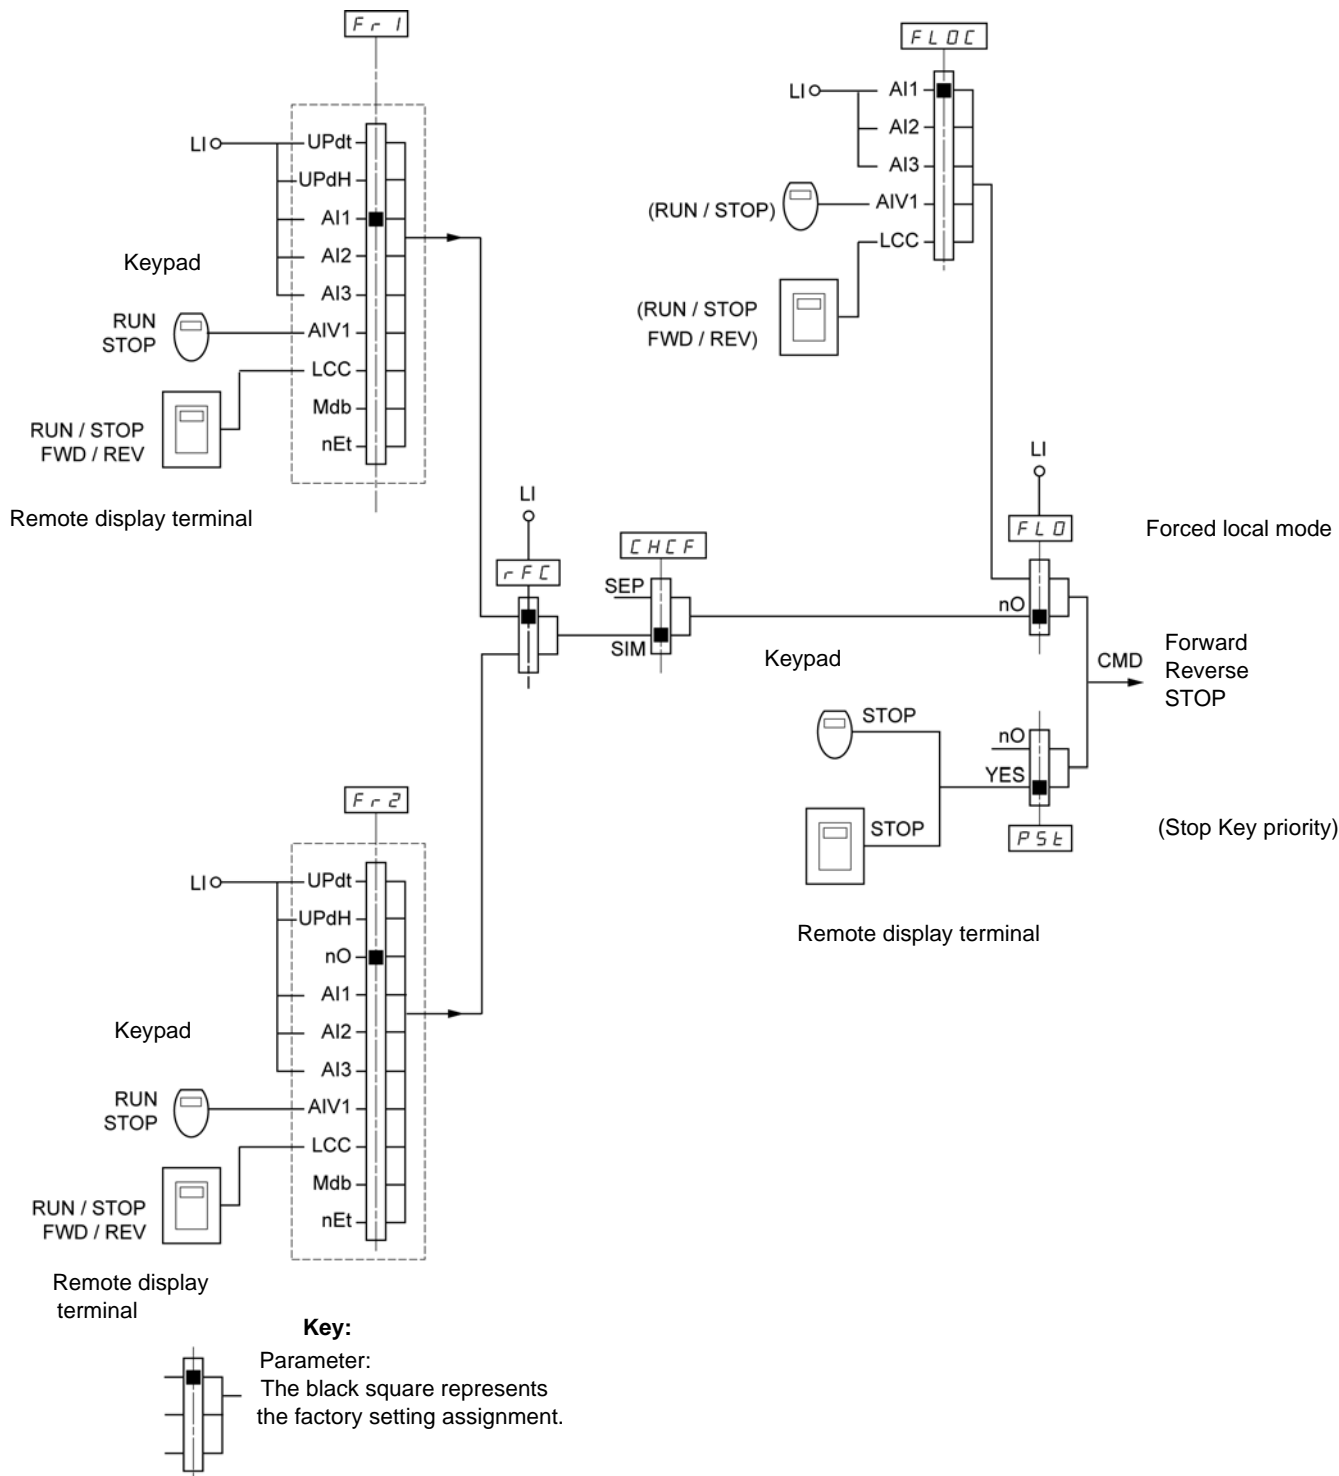 Fr1
LI
UPdt
UPdH
AI1
AI2
AI3
AIV1
LCC
Mdb
nEt
Keypad
RUN
STOP
RUN / STOP
FWD / REV
Remote display terminal
FLOC
LI
AI1
AI2
AI3
AIV1
LCC
(RUN / STOP)
(RUN / STOP
FWD / REV)
LI
rFC
CHCF
SEP
SIM
LI
FLO
nO
Forced local mode
Keypad
STOP
STOP
Remote display terminal
nO
YES
PSt
CMD
Forward
Reverse
STOP
(Stop Key priority)
Fr2
LI
UPdt
UPdH
nO
AI1
AI2
AI3
AIV1
LCC
Mdb
nEt
Keypad
RUN
STOP
RUN / STOP
FWD / REV
Remote display
terminal
Key:
Parameter:
The black square represents
the factory setting assignment.